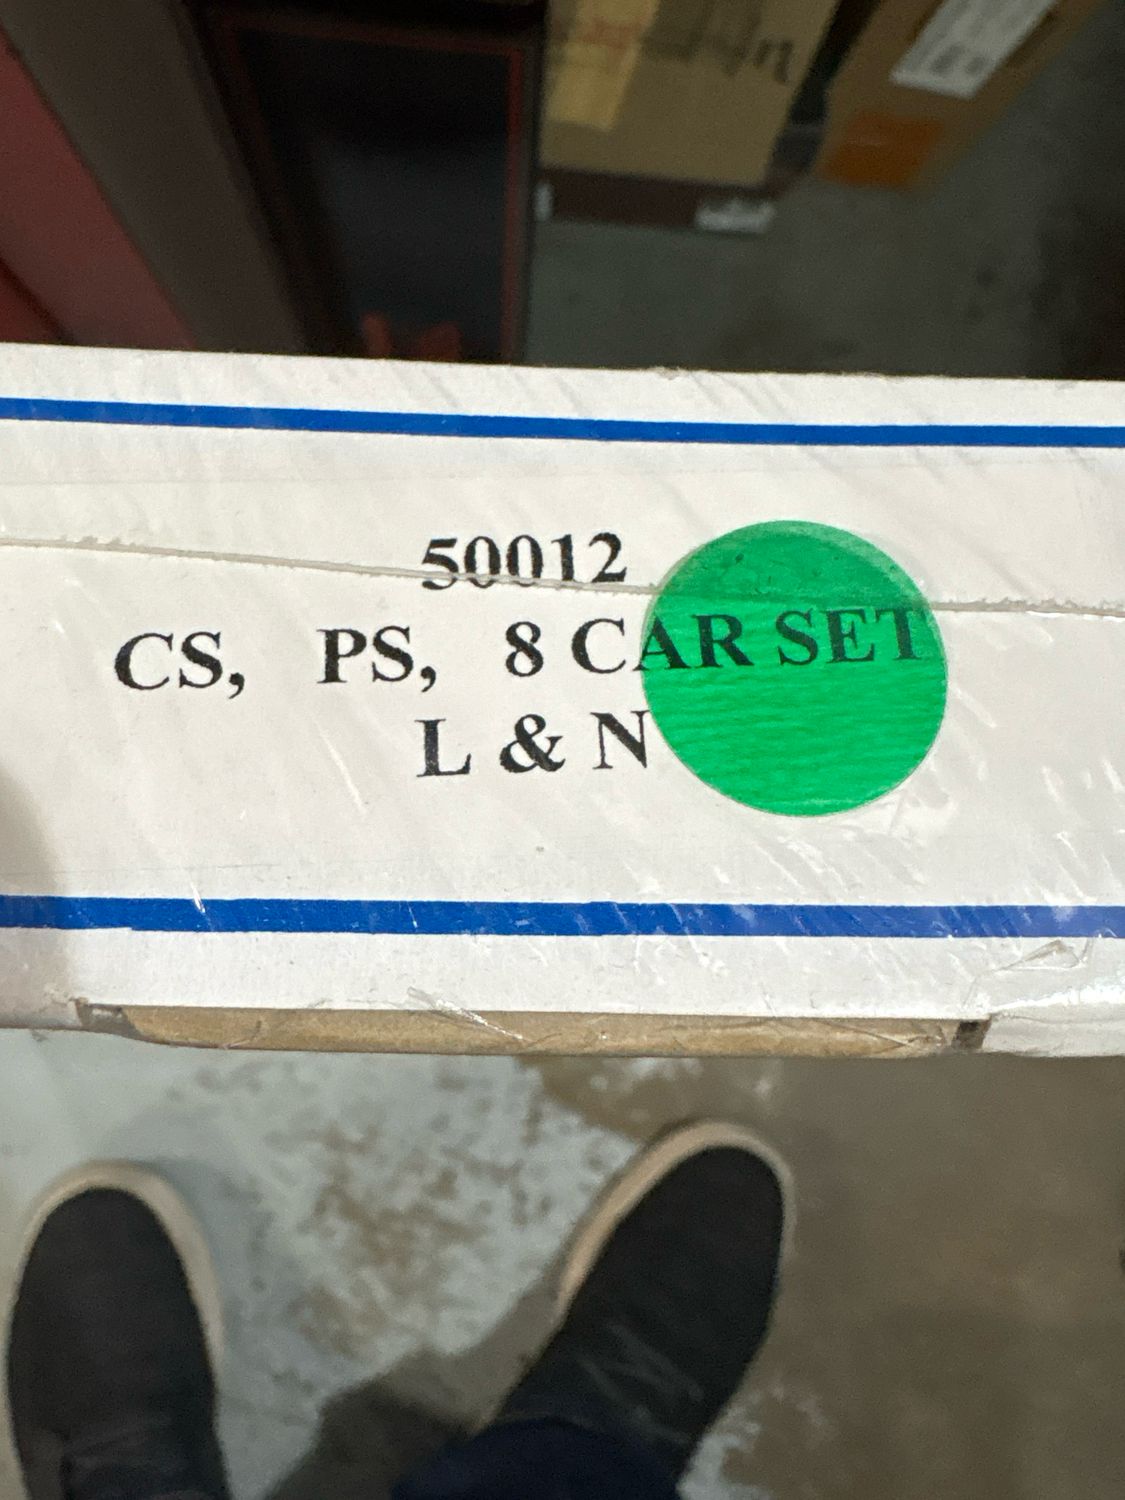 50012
CS, PS, 8 CAR SET
L & N